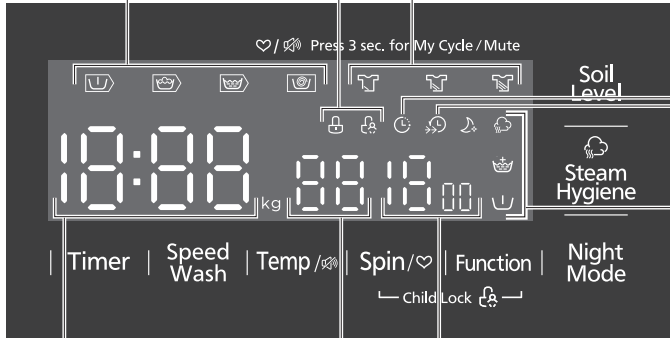 Press 3 sec. for My Cycle / Mute
Soil
Level
18:88
kg
88
18
00
Steam
Hygiene
Timer
Speed
Wash
Temp /
Spin/
Function
Night
Mode
Child Lock